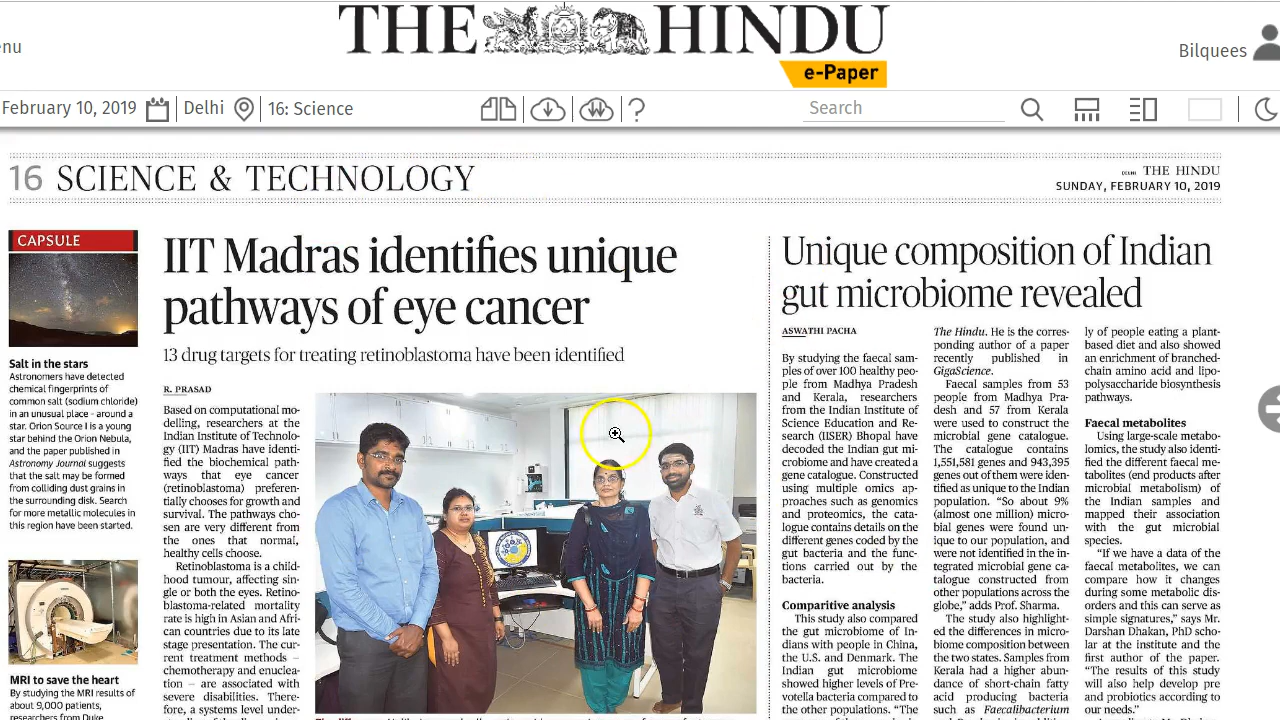 THE HINDU
e-Paper
enu
Bilquees
February 10, 2019
Delhi
16: Science
?
Search
16 SCIENCE & TECHNOLOGY
THE HINDU
SUNDAY, FEBRUARY 10, 2019
CAPSULE
Salt in the stars
Astronomers have detected
chemical fingerprints of
common salt (sodium chloride)
in an unusual place – around a
star. Orion Source I is a young
star behind the Orion Nebula,
and the paper published in
Astronomy Journal suggests
that the salt may be formed
from colliding dust grains in
the surrounding disk. Search
for more metallic molecules in
this region have been started.
MRI to save the heart
By studying the MRI results of
about 9,000 patients,
researchers from Duke
IIT Madras identifies unique
pathways of eye cancer
13 drug targets for treating retinoblastoma have been identified
R. PRASAD
Based on computational mo-
delling, researchers at the
Indian Institute of Technolo-
gy (IIT) Madras have identi-
fied the biochemical path-
ways that eye cancer
(retinoblastoma) preferen-
tially chooses for growth and
survival. The pathways cho-
sen are very different from
the ones that normal,
healthy cells choose.
Retinoblastoma is a child-
hood tumour, affecting sin-
gle or both the eyes. Retino-
blastoma-related mortality
rate is high in Asian and Afri-
can countries due to its late
stage presentation. The cur-
rent treatment methods –
chemotherapy and enuclea-
tion – are associated with
severe disabilities. There-
fore, a systems level under-
Unique composition of Indian
gut microbiome revealed
ASWATHI PACHA
By studying the faecal sam-
ples of over 100 healthy peo-
ple from Madhya Pradesh
and Kerala, researchers
from the Indian Institute of
Science Education and Re-
search (IISER) Bhopal have
decoded the Indian gut mi-
crobiome and have created a
gene catalogue. Constructed
using multiple omics ap-
proaches such as genomics
and proteomics, the cata-
logue contains details on the
different genes coded by the
gut bacteria and the func-
tions carried out by the
bacteria.
Comparitive analysis
This study also compared
the gut microbiome of In-
dians with people in China,
the U.S. and Denmark. The
Indian gut microbiome
showed higher levels of Pre-
votella bacteria compared to
the other populations. “The
The Hindu. He is the corres-
ponding author of a paper
recently published in
GigaScience.
Faecal samples from 53
people from Madhya Pra-
desh and 57 from Kerala
were used to construct the
microbial gene catalogue.
The catalogue contains
1,551,581 genes and 943,395
genes out of them were iden-
tified as unique to the Indian
population. “So about 9%
(almost one million) micro-
bial genes were found un-
ique to our population, and
were not identified in the in-
tegrated microbial gene ca-
talogue constructed from
other populations across the
globe,” adds Prof. Sharma.
The study also highlight-
ed the differences in micro-
biome composition between
the two states. Samples from
Kerala had a higher abun-
dance of short-chain fatty
acid producing bacteria
such as Faecalibacterium
ly of people eating a plant-
based diet and also showed
an enrichment of branched-
chain amino acid and lipo-
polysaccharide biosynthesis
pathways.
Faecal metabolites
Using large-scale metabo-
lomics, the study also identi-
fied the different faecal me-
tabolites (end products after
microbial metabolism) of
the Indian samples and
mapped their association
with the gut microbial
species.
“If we have a data of the
faecal metabolites, we can
compare how it changes
during some metabolic dis-
orders and this can serve as
simple signatures,” says Mr.
Darshan Dhakan, PhD scho-
lar at the institute and the
first author of the paper.
“The results of this study
will also help develop pre
and probiotics according to
our needs.”